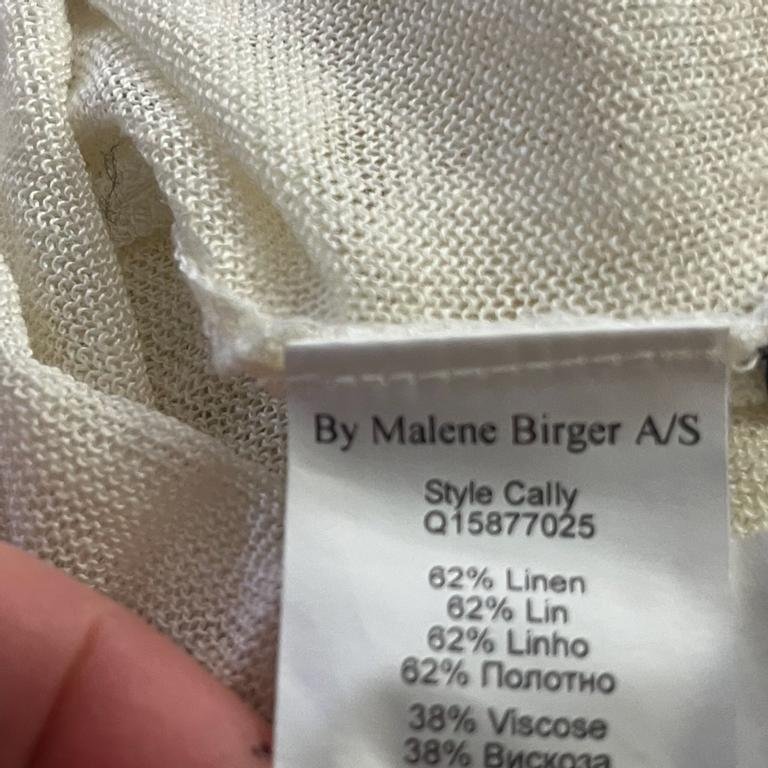 By Malene Birger A/S
Style Cally
Q15877025
62% Linen
62% Lin
62% Linho
62% Полотно
38% Viscose
38% Вискоза